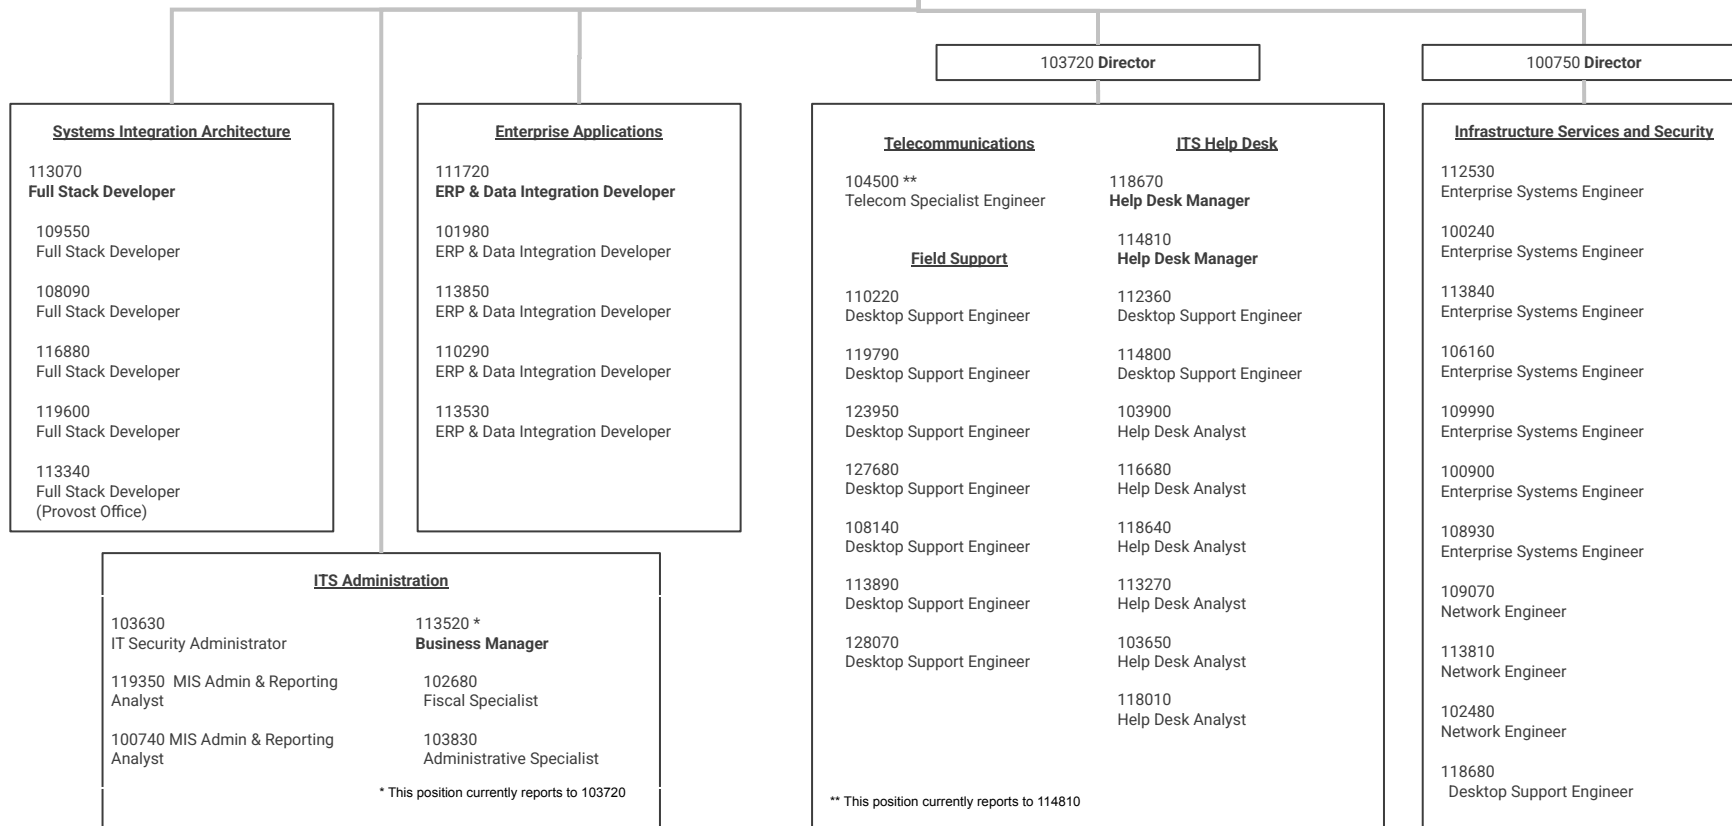 103720 Director
100750 Director
Systems Integration Architecture
113070
Full Stack Developer
109550
Full Stack Developer
108090
Full Stack Developer
116880
Full Stack Developer
119600
Full Stack Developer
113340
Full Stack Developer
(Provost Office)
Enterprise Applications
111720
ERP & Data Integration Developer
101980
ERP & Data Integration Developer
113850
ERP & Data Integration Developer
110290
ERP & Data Integration Developer
113530
ERP & Data Integration Developer
ITS Administration
103630
IT Security Administrator
119350 MIS Admin & Reporting
Analyst
100740 MIS Admin & Reporting
Analyst
113520 *
Business Manager
102680
Fiscal Specialist
103830
Administrative Specialist
* This position currently reports to 103720
Telecommunications
104500 **
Telecom Specialist Engineer
Field Support
110220
Desktop Support Engineer
119790
Desktop Support Engineer
123950
Desktop Support Engineer
127680
Desktop Support Engineer
108140
Desktop Support Engineer
113890
Desktop Support Engineer
128070
Desktop Support Engineer
ITS Help Desk
118670
Help Desk Manager
114810
Help Desk Manager
112360
Desktop Support Engineer
114800
Desktop Support Engineer
103900
Help Desk Analyst
116680
Help Desk Analyst
118640
Help Desk Analyst
113270
Help Desk Analyst
103650
Help Desk Analyst
118010
Help Desk Analyst
** This position currently reports to 114810
Infrastructure Services and Security
112530
Enterprise Systems Engineer
100240
Enterprise Systems Engineer
113840
Enterprise Systems Engineer
106160
Enterprise Systems Engineer
109990
Enterprise Systems Engineer
100900
Enterprise Systems Engineer
108930
Enterprise Systems Engineer
109070
Network Engineer
113810
Network Engineer
102480
Network Engineer
118680
Desktop Support Engineer